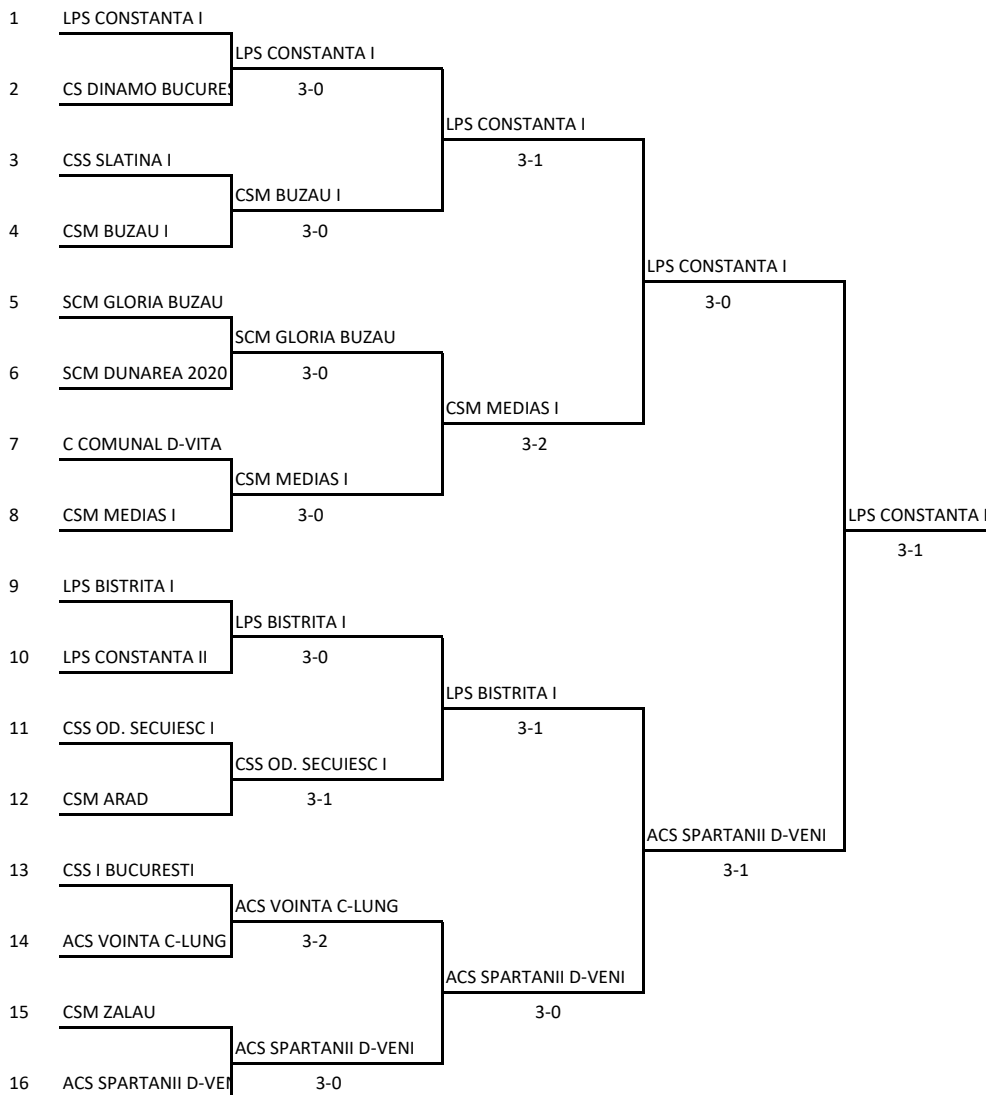 1 LPS CONSTANTA I
LPS CONSTANTA I
2 CS DINAMO BUCURES 3-0
LPS CONSTANTA I
3 CSS SLATINA I 3-1
CSM BUZAU I
4 CSM BUZAU I 3-0
LPS CONSTANTA I
5 SCM GLORIA BUZAU 3-0
SCM GLORIA BUZAU
6 SCM DUNAREA 2020 3-0
CSM MEDIAS I
7 C COMUNAL D-VITA 3-2
CSM MEDIAS I
8 CSM MEDIAS I 3-0 LPS CONSTANTA I
3-1
9 LPS BISTRITA I
LPS BISTRITA I
10 LPS CONSTANTA II 3-0
LPS BISTRITA I
11 CSS OD. SECUIESC I 3-1
CSS OD. SECUIESC I
12 CSM ARAD 3-1
ACS SPARTANII D-VENI
13 CSS I BUCURESTI 3-1
ACS VOINTA C-LUNG
14 ACS VOINTA C-LUNG 3-2
ACS SPARTANII D-VENI
15 CSM ZALAU 3-0
ACS SPARTANII D-VENI
16 ACS SPARTANII D-VEN 3-0